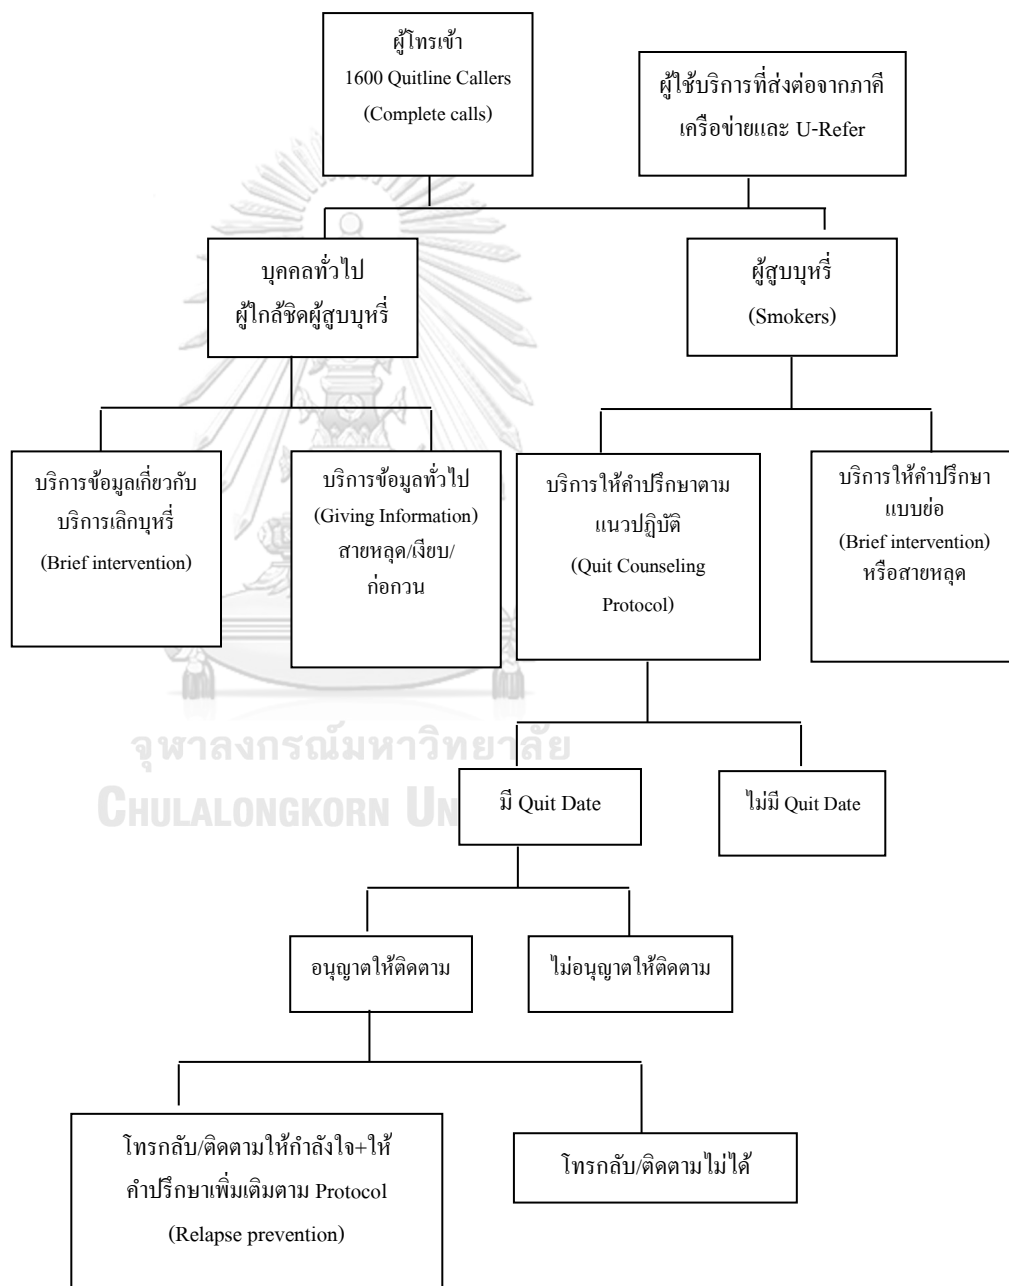 ผู้โทรเข้า
1600 Quitline Callers
(Complete calls)
ผู้ใช้บริการที่ส่งต่อจากภาคี
เครือข่ายและ U-Refer
บุคคลทั่วไป
ผู้ใกล้ชิดผู้สูบบุหรี่
ผู้สูบบุหรี่
(Smokers)
บริการข้อมูลเกี่ยวกับ
บริการเลิกบุหรี่
(Brief intervention)
บริการข้อมูลทั่วไป
(Giving Information)
สายหลุด/เงียบ/
ก่อกวน
บริการให้คำปรึกษาตาม
แนวปฏิบัติ
(Quit Counseling
Protocol)
บริการให้คำปรึกษา
แบบย่อ
(Brief intervention)
หรือสายหลุด
จุฬาลงกรณ์มหาวิทยาลัย
CHULALONGKORN UN
มี Quit Date
ไม่มี Quit Date
อนุญาตให้ติดตาม
ไม่อนุญาตให้ติดตาม
โทรกลับ/ติดตามให้กำลังใจ+ให้
คำปรึกษาเพิ่มเติมตาม Protocol
(Relapse prevention)
โทรกลับ/ติดตามไม่ได้